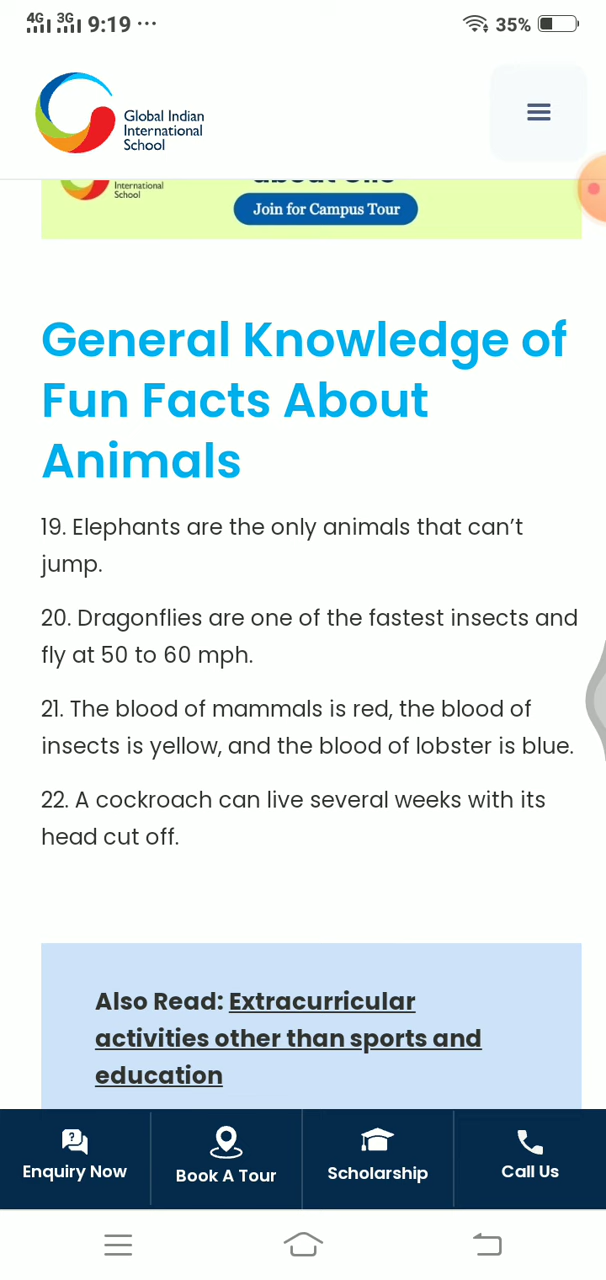 4G 3G 9:19 ... 35%
Global Indian
International
School
International
School
Join for Campus Tour
General Knowledge of
Fun Facts About
Animals
19. Elephants are the only animals that can’t
jump.
20. Dragonflies are one of the fastest insects and
fly at 50 to 60 mph.
21. The blood of mammals is red, the blood of
insects is yellow, and the blood of lobster is blue.
22. A cockroach can live several weeks with its
head cut off.
Also Read: Extracurricular
activities other than sports and
education
Enquiry Now
Book A Tour
Scholarship
Call Us